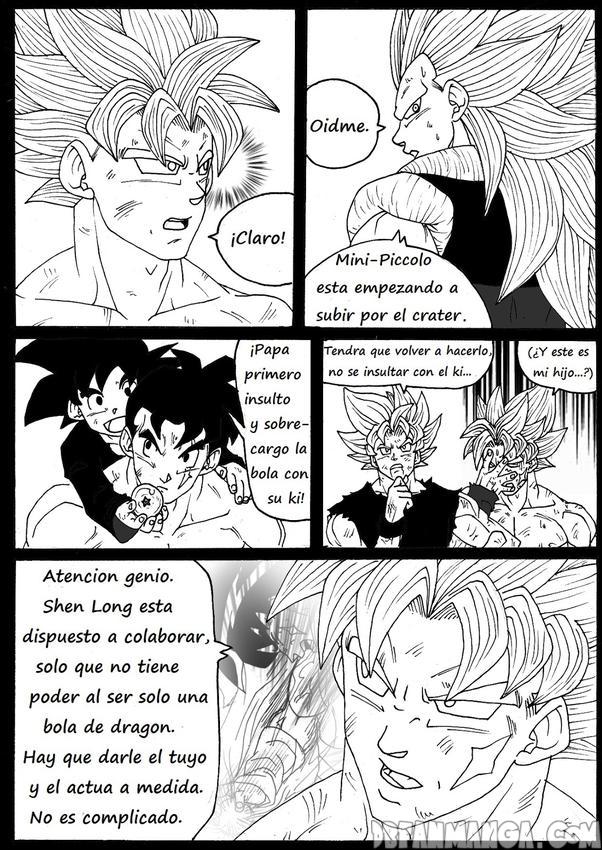 ¡Claro!
Oidme.
Mini-Piccolo
esta empezando a
subir por el crater.
¡Papa
primero
insulto
y sobre-
cargo la
bola con
su ki!
Tendra que volver a hacerlo,
no se insultar con el ki...
(¿Y este es
mi hijo...?)
Atencion genio.
Shen Long esta
dispuesto a colaborar,
solo que no tiene
poder al ser solo una
bola de dragon.
Hay que darle el tuyo
y el actua a medida.
No es complicado.
DBFANMANGA.COM